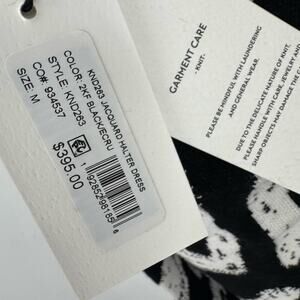 KND263 JACQUARD HALTER DRESS
COLOR: 2KF BLACK/ECRU
STYLE: KND263
CO#: 934537
SIZE: M
$395.00
GARMENT CARE
- KNIT -
PLEASE BE MINDFUL WITH LAUNDERING
AND GENERAL WEAR.
DUE TO THE DELICATE NATURE OF KNIT,
PLEASE HANDLE WITH CARE. JEWELRY AND
SHARP OBJECTS MAY DAMAGE